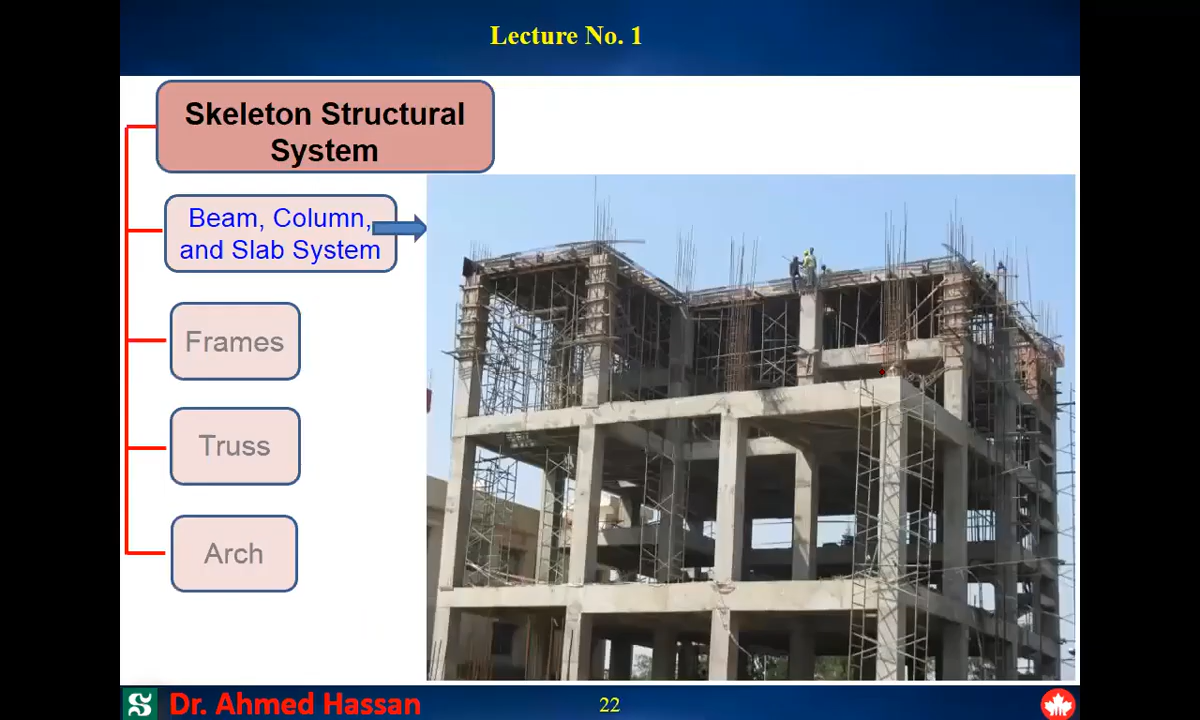 Lecture No. 1
Skeleton Structural
System
Beam, Column,
and Slab System
Frames
Truss
Arch
Dr. Ahmed Hassan
22